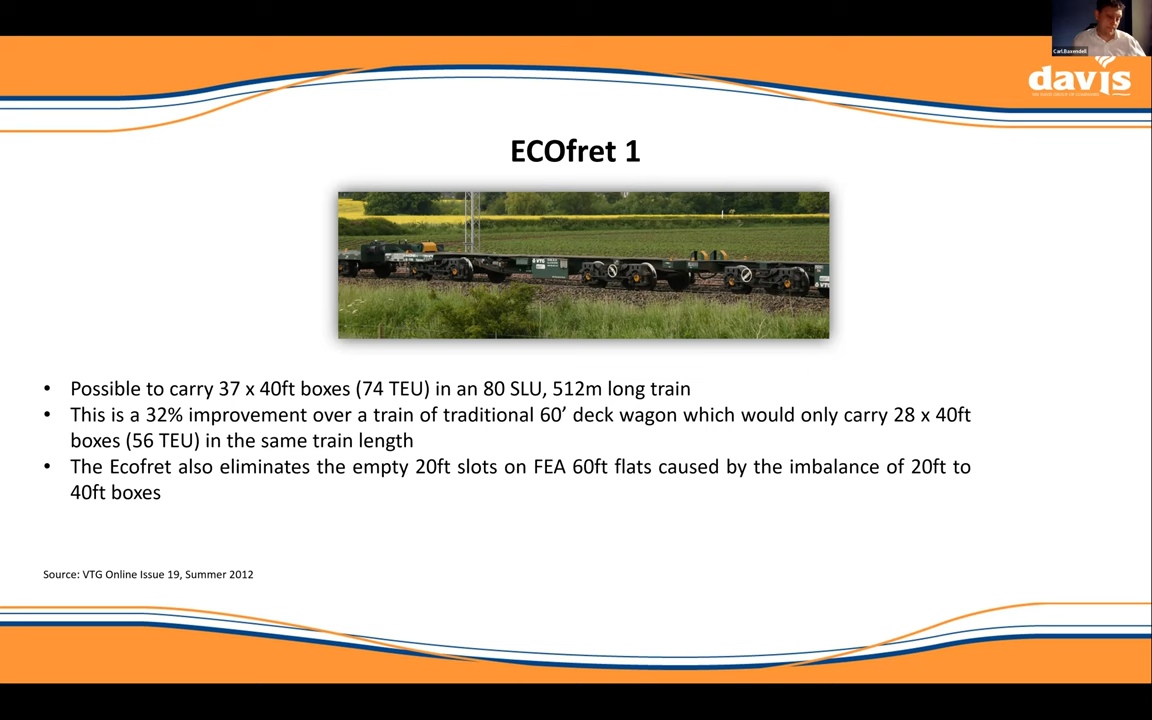 Carl.Baxendell
davis
ECOfret 1
VTG
• Possible to carry 37 x 40ft boxes (74 TEU) in an 80 SLU, 512m long train
• This is a 32% improvement over a train of traditional 60’ deck wagon which would only carry 28 x 40ft
boxes (56 TEU) in the same train length
• The Ecofret also eliminates the empty 20ft slots on FEA 60ft flats caused by the imbalance of 20ft to
40ft boxes
Source: VTG Online Issue 19, Summer 2012